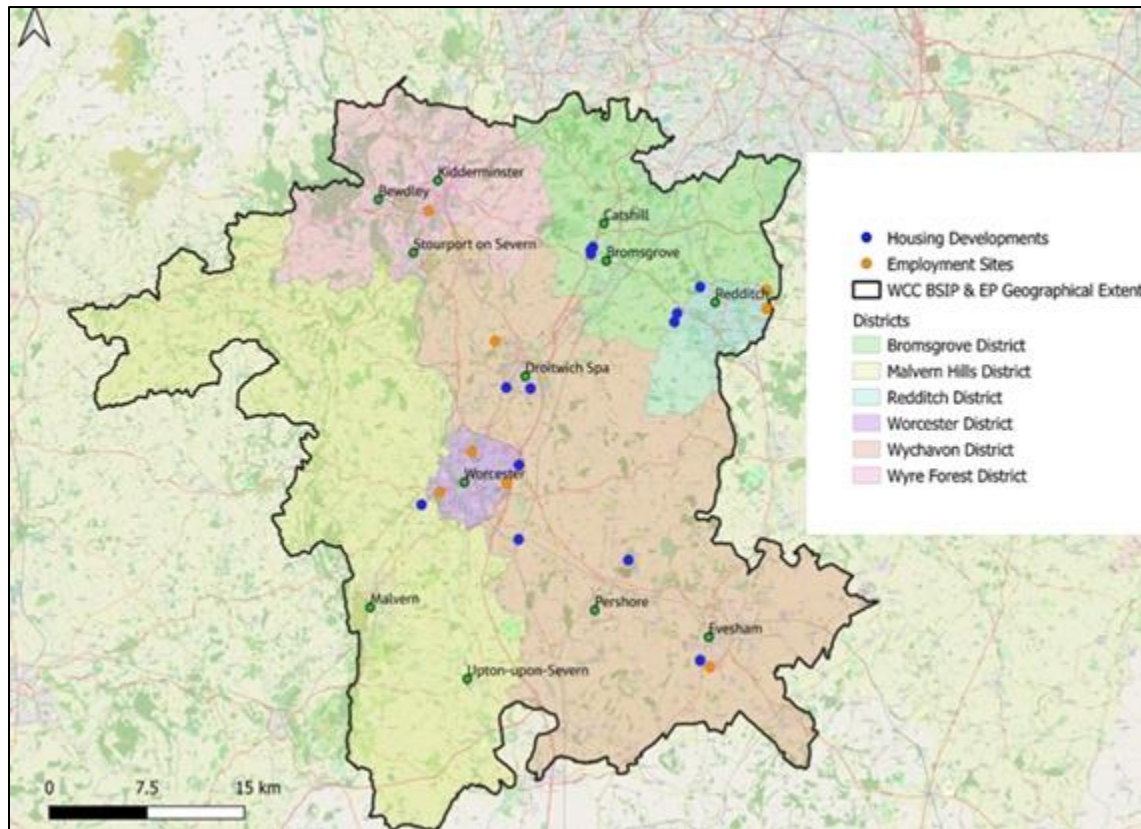 Kidderminster
Bewdley
Catshill
Stourport on Severn
Bromsgrove
Redditch
Droitwich Spa
Worcester
Malvern
Pershore
Evesham
Upton-upon-Severn
Housing Developments
Employment Sites
WCC BSIP & EP Geographical Extent
Districts
Bromsgrove District
Malvern Hills District
Redditch District
Worcester District
Wychavon District
Wyre Forest District
0 7.5 15 km